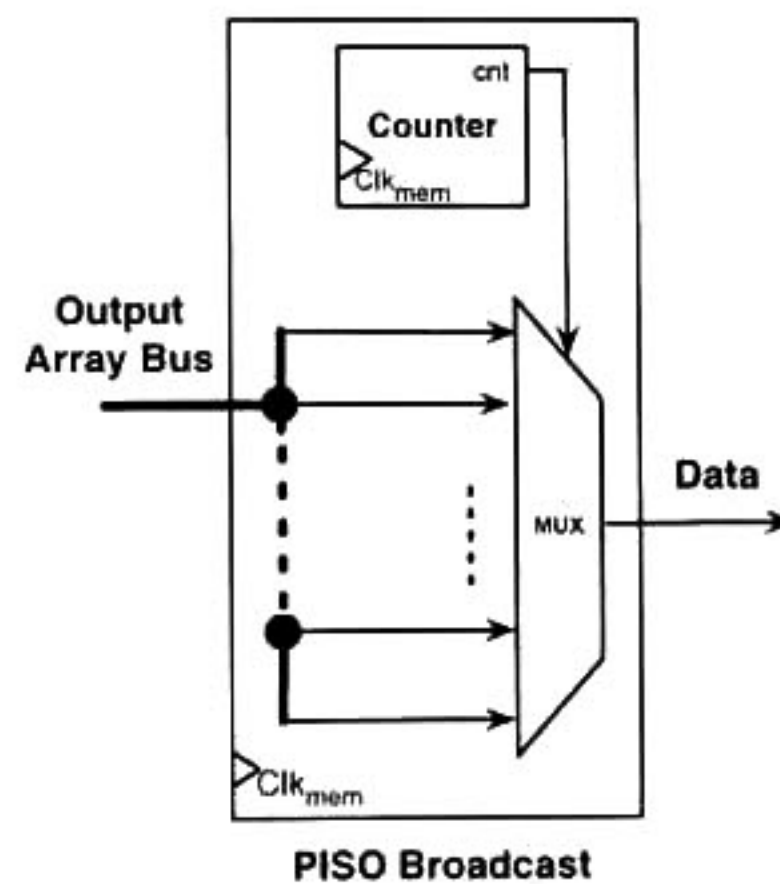 cnt
Counter
Clk_mem
Output
Array Bus
Data
MUX
Clk_mem
PISO Broadcast